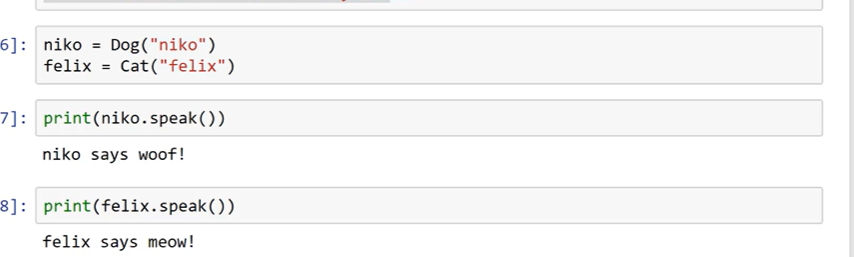 6]: niko = Dog("niko")
felix = Cat("felix")
7]: print(niko.speak())
niko says woof!
8]: print(felix.speak())
felix says meow!